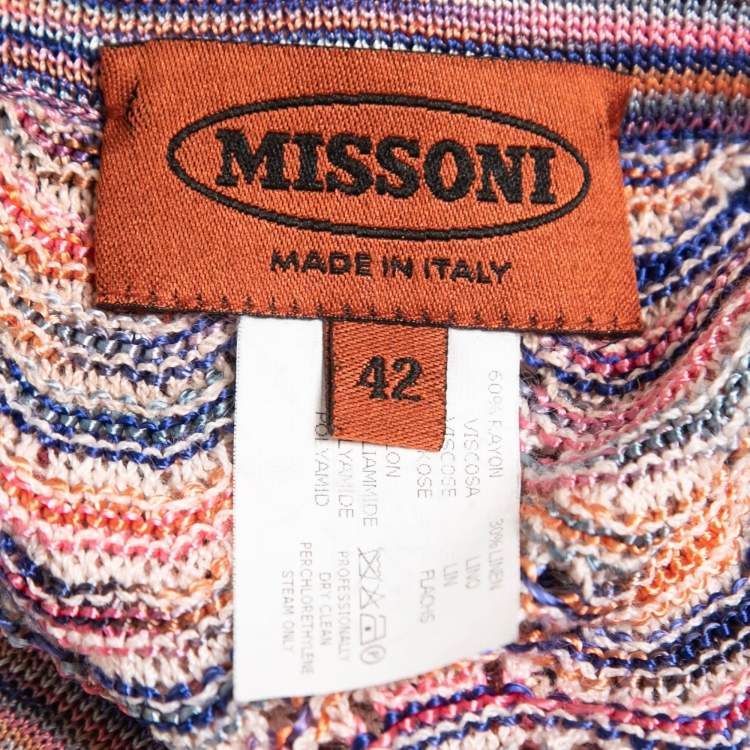 MISSONI
MADE IN ITALY
42
60% RAYON
VISCOSA
VISCOSE
30% LINEN
LINO
LIN
FLACHS
POLYAMID
PROFESSIONALLY
DRY CLEAN
PERCHLORETHYLENE
STEAM ONLY